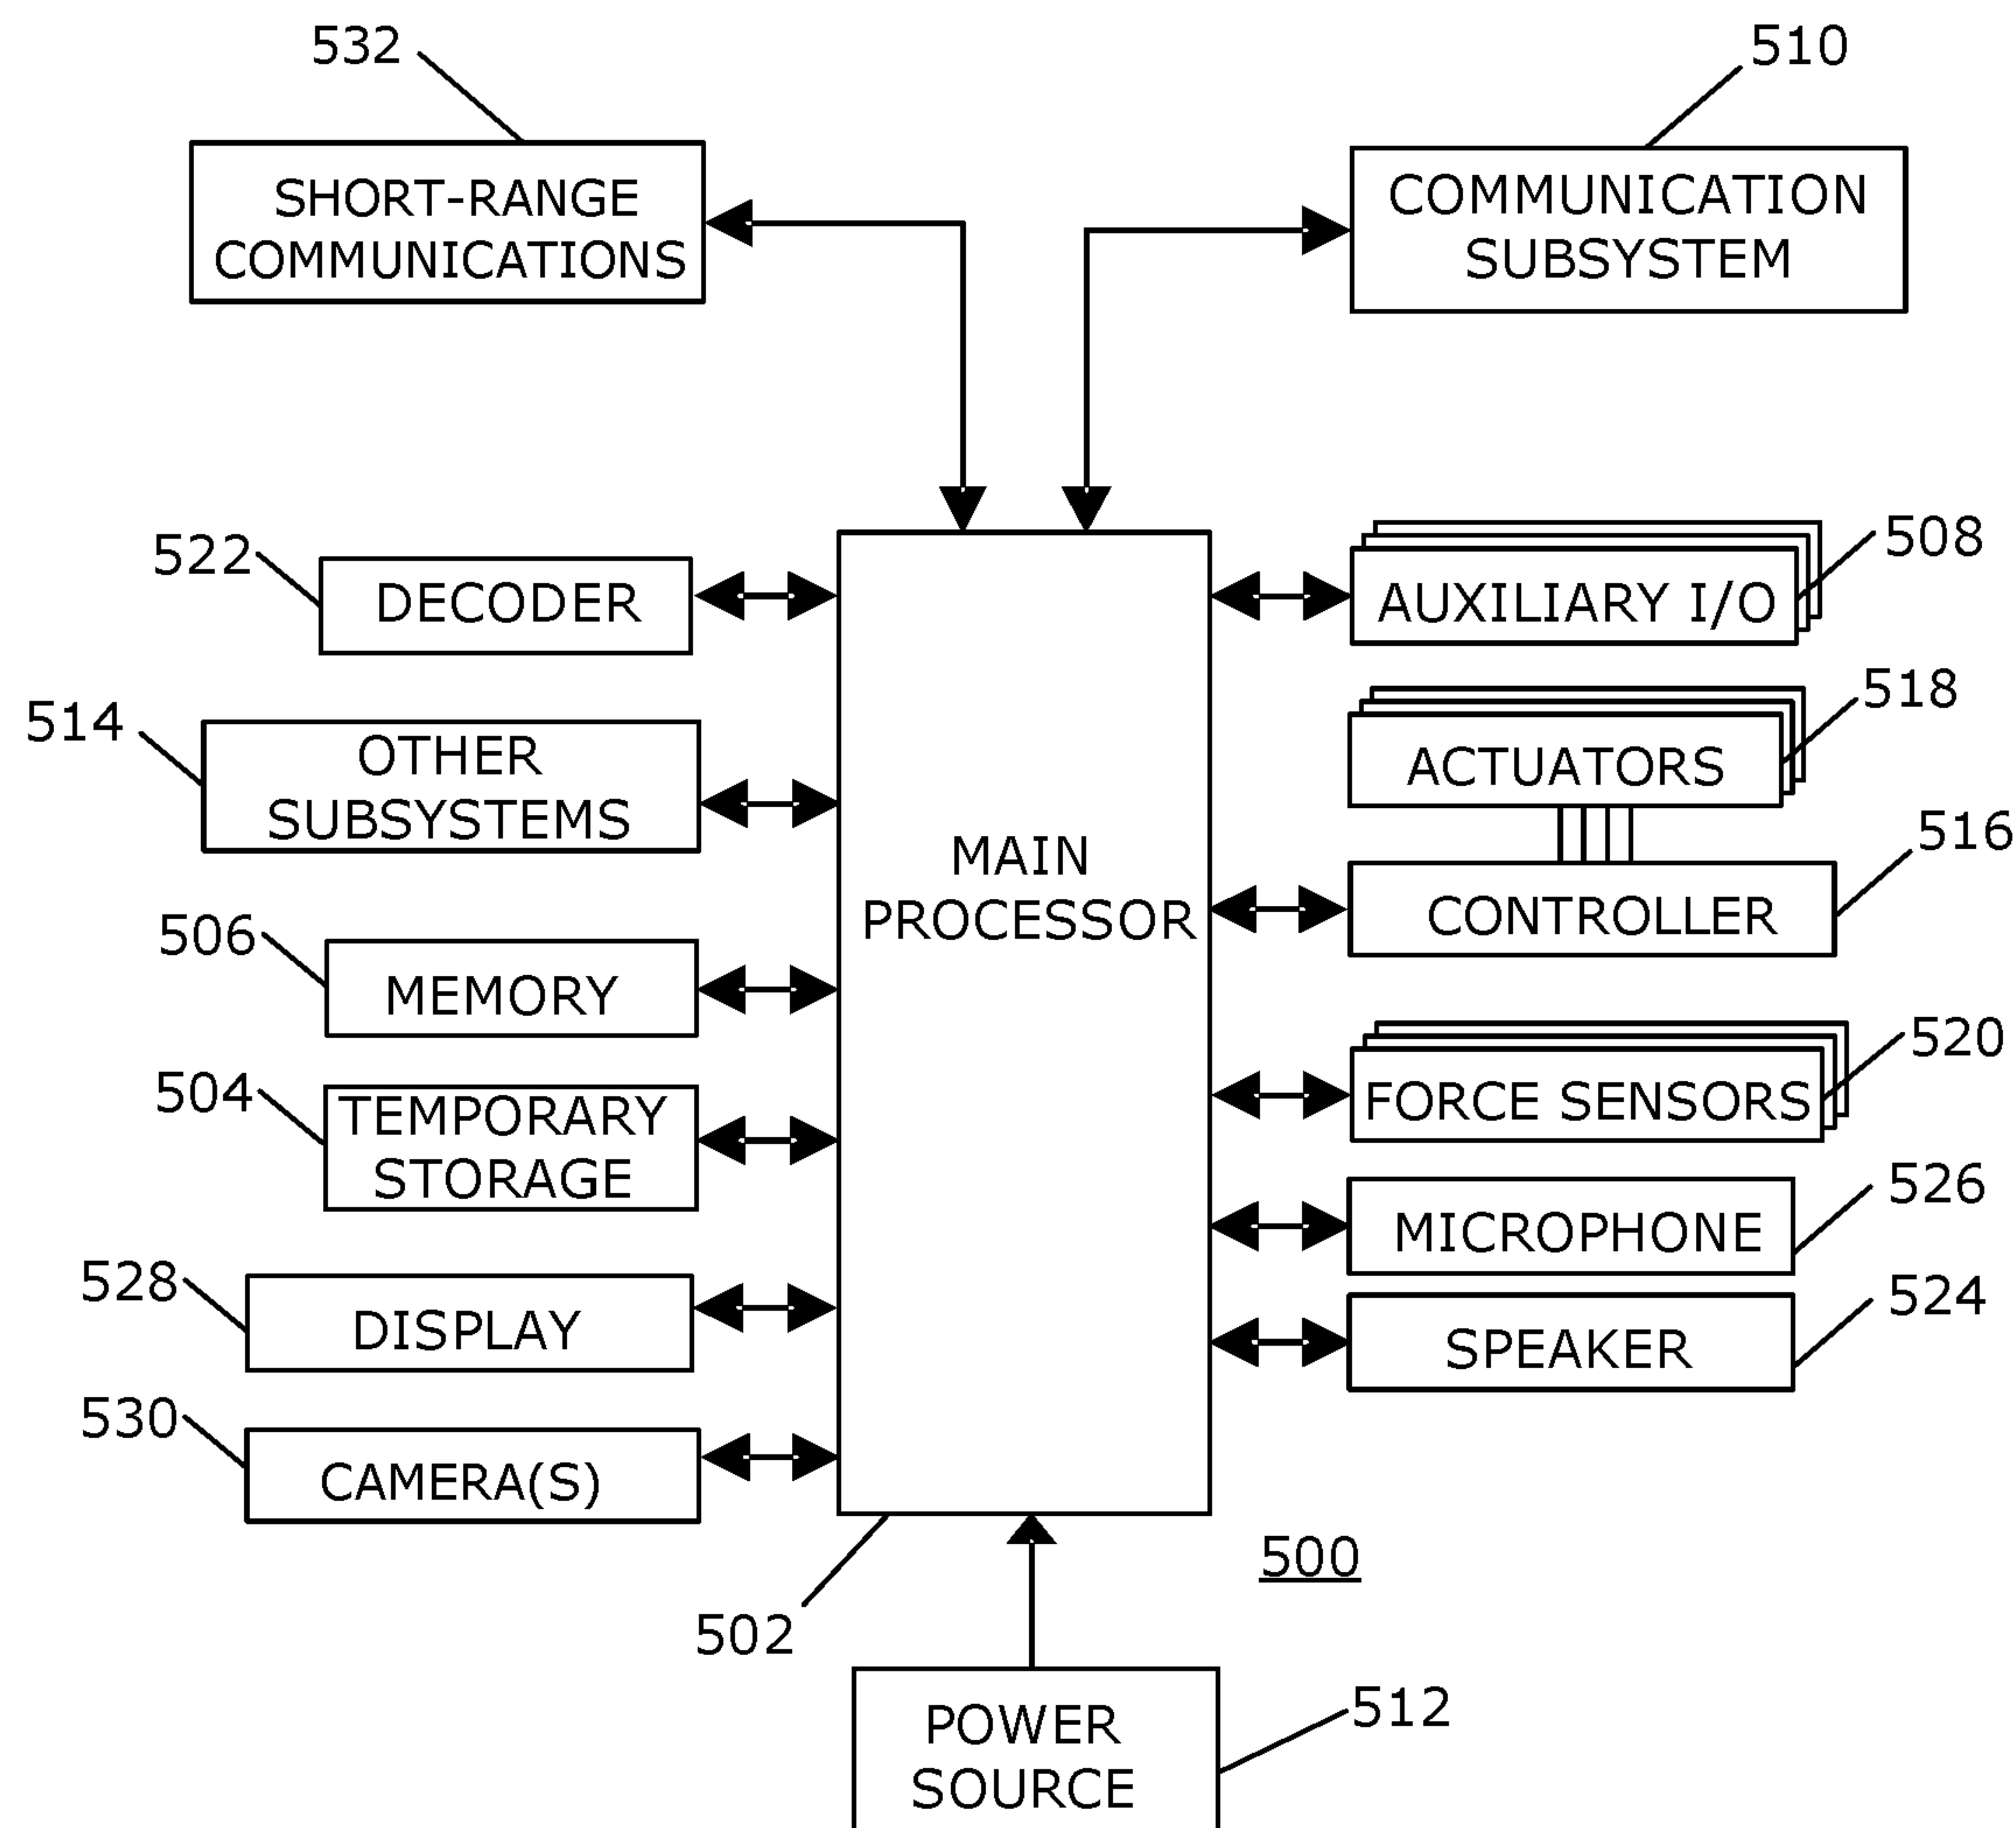 532
510
SHORT-RANGE
COMMUNICATIONS
COMMUNICATION
SUBSYSTEM
522
DECODER
AUXILIARY I/O
508
514
OTHER
SUBSYSTEMS
ACTUATORS
518
MAIN
PROCESSOR
516
CONTROLLER
506
MEMORY
520
FORCE SENSORS
504
TEMPORARY
STORAGE
526
MICROPHONE
528
DISPLAY
524
SPEAKER
530
CAMERA(S)
500
502
POWER
SOURCE
512